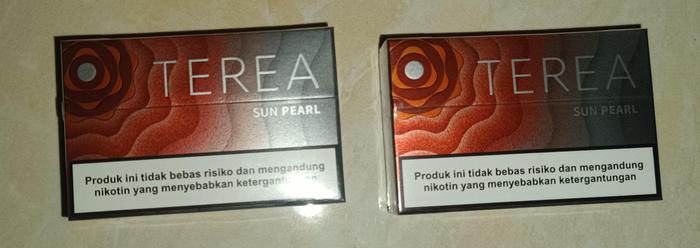 TEREA
SUN PEARL
Produk ini tidak bebas risiko dan mengandung
nikotin yang menyebabkan ketergantungan
TEREA
SUN PEARL
Produk ini tidak bebas risiko dan mengandung
nikotin yang menyebabkan ketergantungan